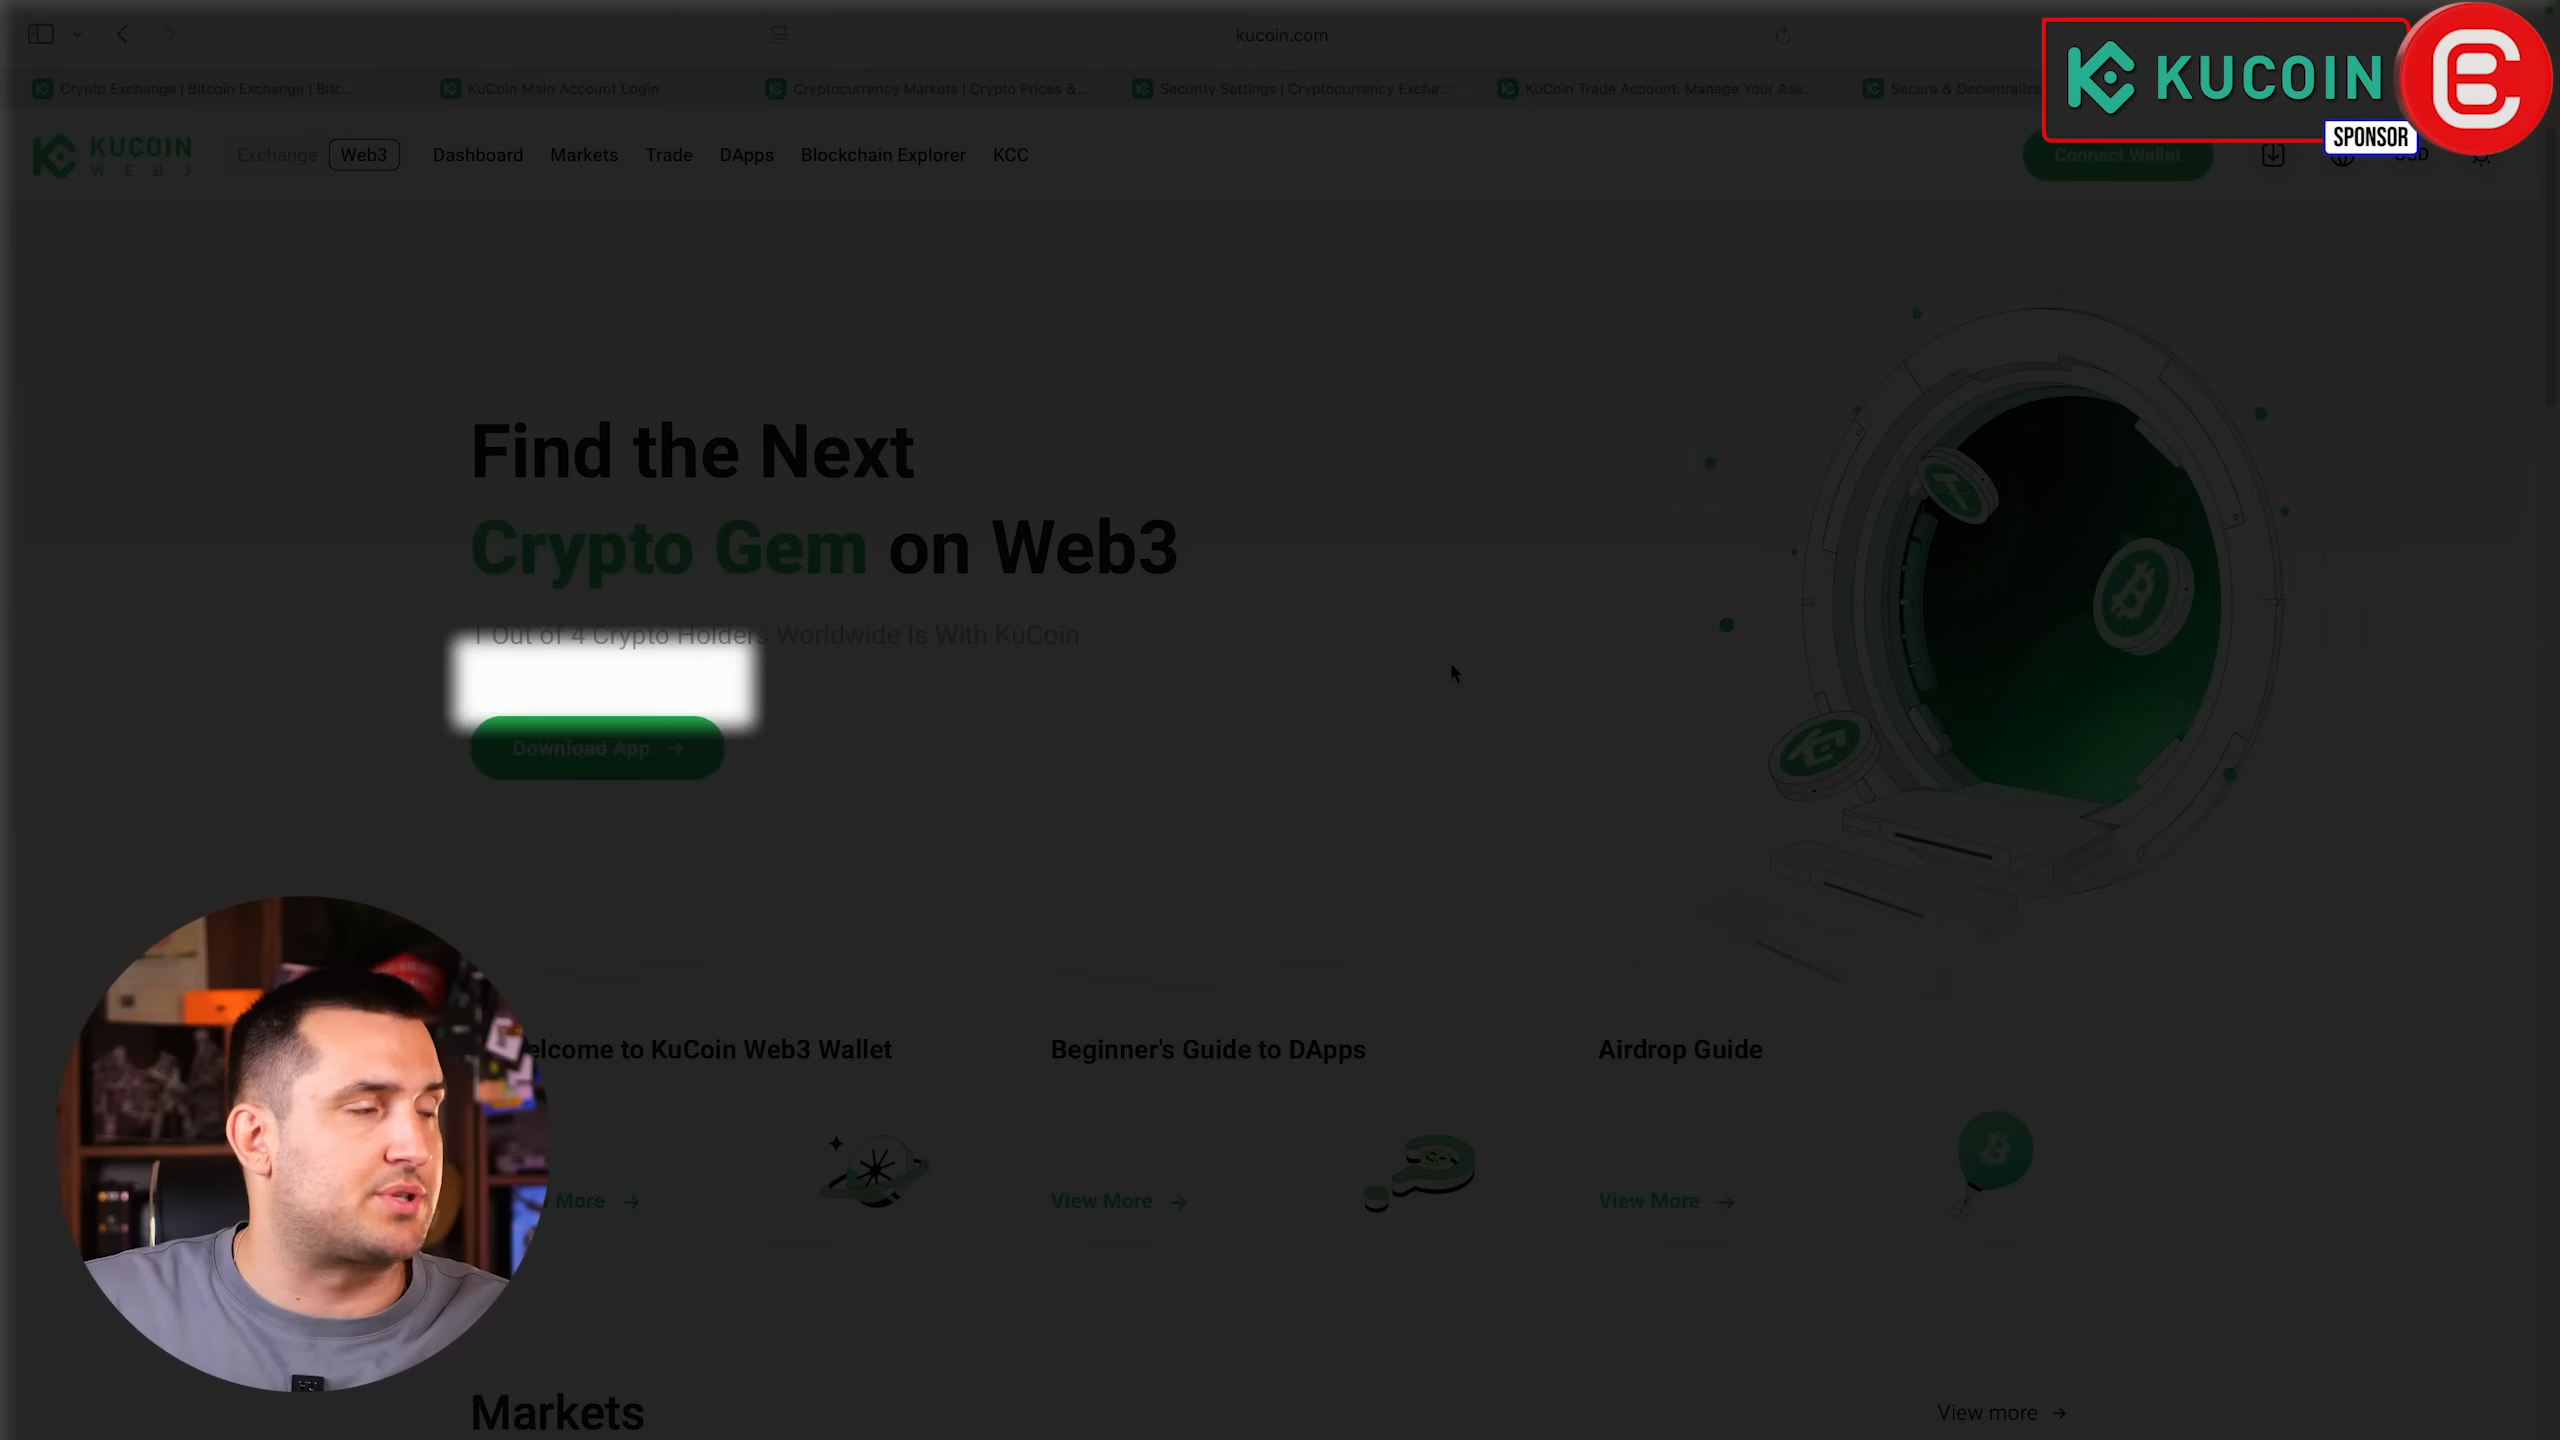 kucoin.com
Crypto Exchange | Bitcoin Exchange | Bitc...
KuCoin Main Account Login
Cryptocurrency Markets | Crypto Prices &...
Security Settings | Cryptocurrency Excha...
KuCoin Trade Account: Manage Your Ass...
Secure & Decentralize
KUCOIN
SPONSOR
KUCOIN
WEB3
Exchange
Web3
Dashboard
Markets
Trade
DApps
Blockchain Explorer
KCC
Connect Wallet
Find the Next
Crypto Gem on Web3
1 Out of 4 Crypto Holders Worldwide Is With KuCoin
Download App →
elcome to KuCoin Web3 Wallet
Beginner's Guide to DApps
Airdrop Guide
More →
View More →
View More →
Markets
View more →